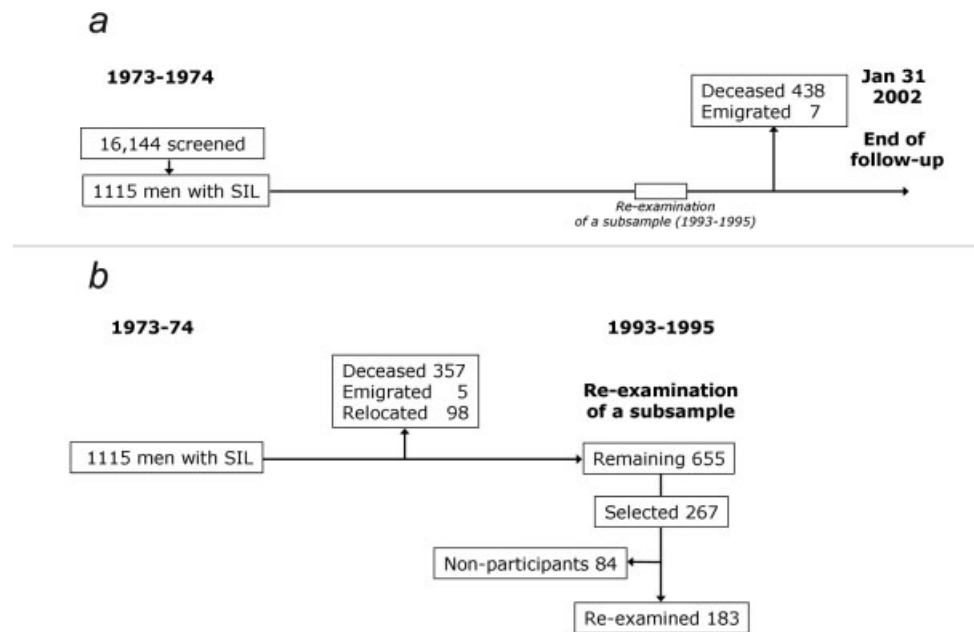 a
1973-1974
16,144 screened
1115 men with SIL
Re-examination
of a subsample (1993-1995)
Deceased 438
Emigrated 7
Jan 31
2002
End of
follow-up
b
1973-74
1993-1995
Deceased 357
Emigrated 5
Relocated 98
Re-examination
of a subsample
1115 men with SIL
Remaining 655
Selected 267
Non-participants 84
Re-examined 183